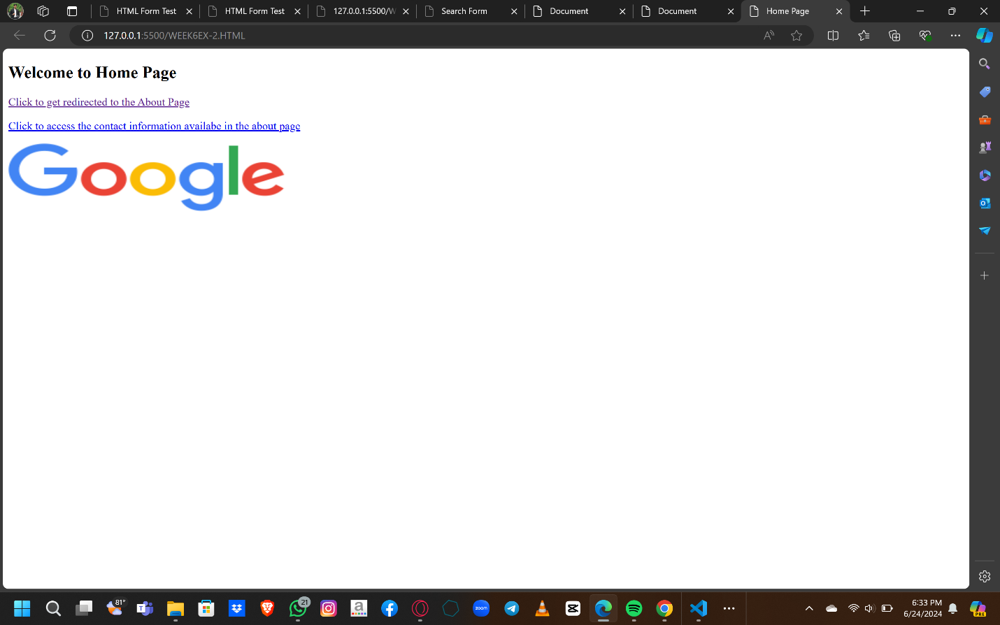 HTML Form Test
HTML Form Test
127.0.0.1:5500/W
Search Form
Document
Document
Home Page
127.0.0.1:5500/WEEK6EX-2.HTML
Welcome to Home Page
Click to get redirected to the About Page
Click to access the contact information availabe in the about page
Google
81°
21
zoom
6:33 PM
6/24/2024
PRE